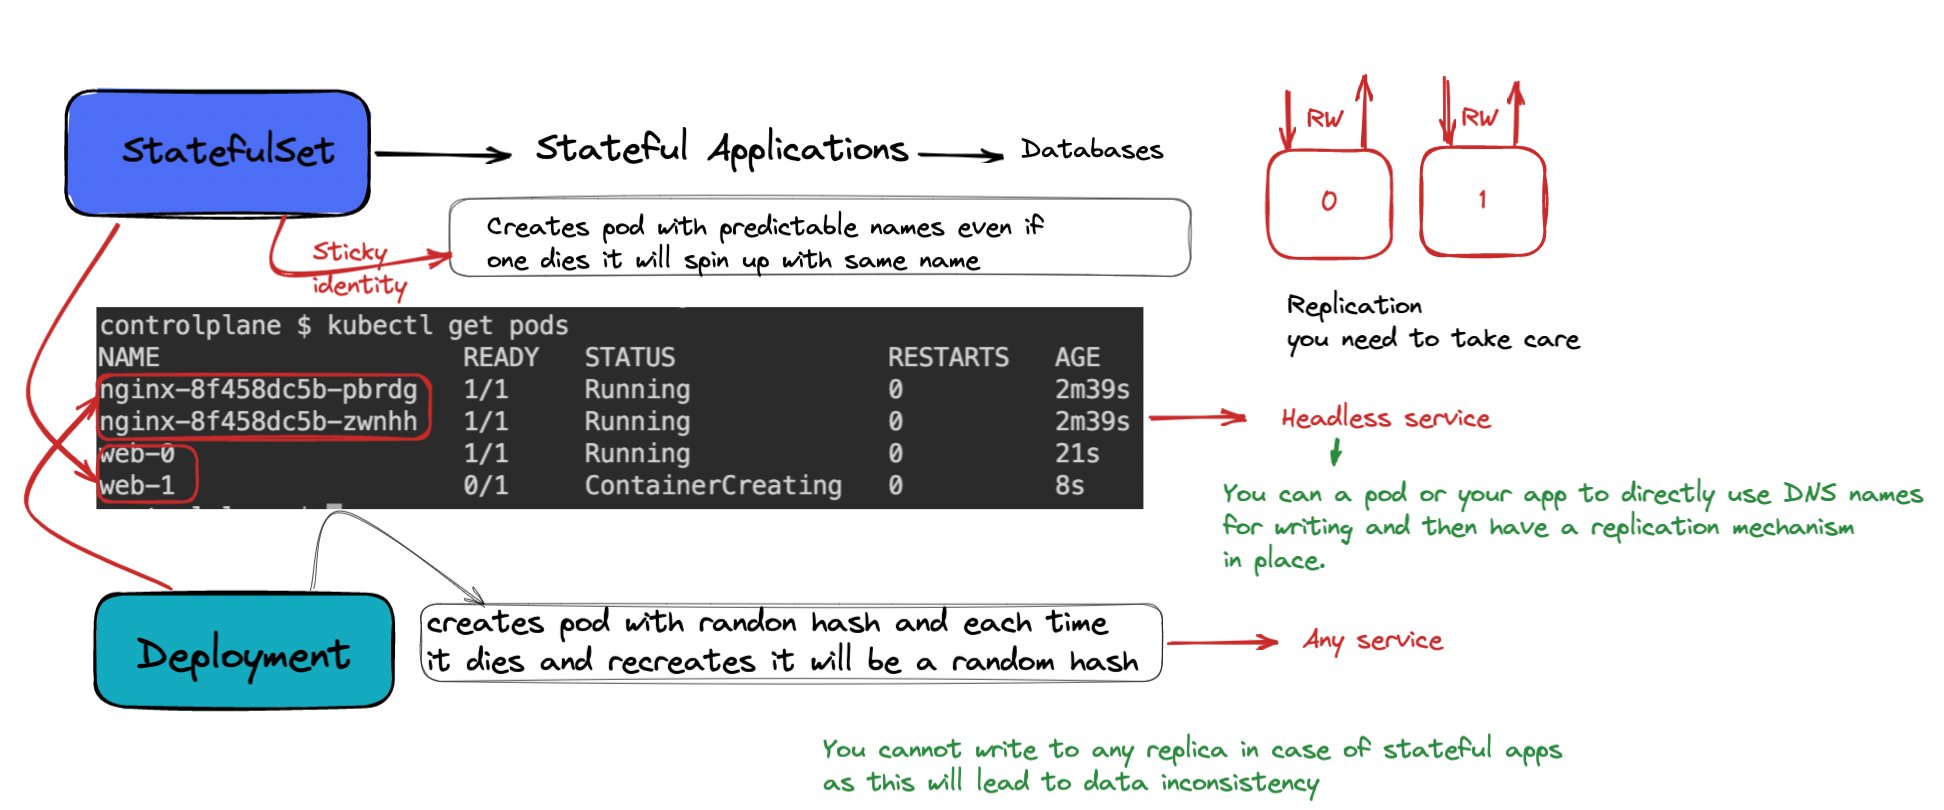 StatefulSet
Stateful Applications
Databases
RW
RW
0
1
Creates pod with predictable names even if
one dies it will spin up with same name
Sticky
identity
Replication
you need to take care
controlplane $ kubectl get pods
NAME READY STATUS RESTARTS AGE
nginx-8f458dc5b-pbrdg 1/1 Running 0 2m39s
nginx-8f458dc5b-zwnhh 1/1 Running 0 2m39s
web-0 1/1 Running 0 21s
web-1 0/1 ContainerCreating 0 8s
Headless service
You can a pod or your app to directly use DNS names
for writing and then have a replication mechanism
in place.
Deployment
creates pod with randon hash and each time
it dies and recreates it will be a random hash
Any service
You cannot write to any replica in case of stateful apps
as this will lead to data inconsistency